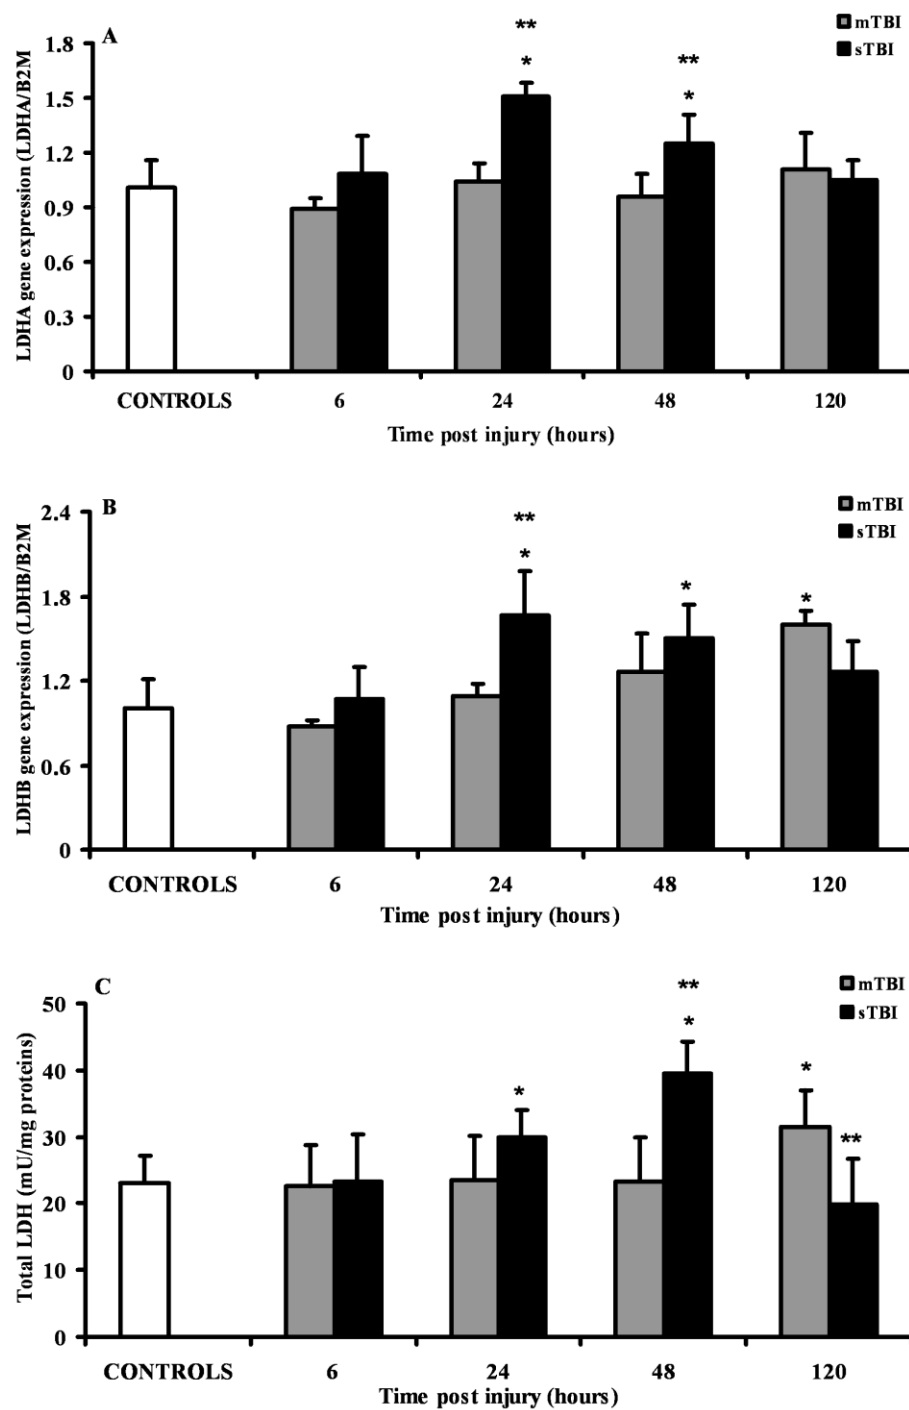 A
mTBI
sTBI
LDHA gene expression (LDHA/B2M)
1.8
1.5
1.2
0.9
0.6
0.3
0
**
*
**
*
CONTROLS 6 24 48 120
Time post injury (hours)
B
mTBI
sTBI
LDHB gene expression (LDHB/B2M
2.4
1.8
1.2
0.6
0
**
*
*
*
CONTROLS 6 24 48 120
Time post injury (hours)
C
mTBI
sTBI
Total LDH (mU/mg proteins)
50
40
30
20
10
0
*
**
*
*
**
CONTROLS 6 24 48 120
Time post injury (hours)